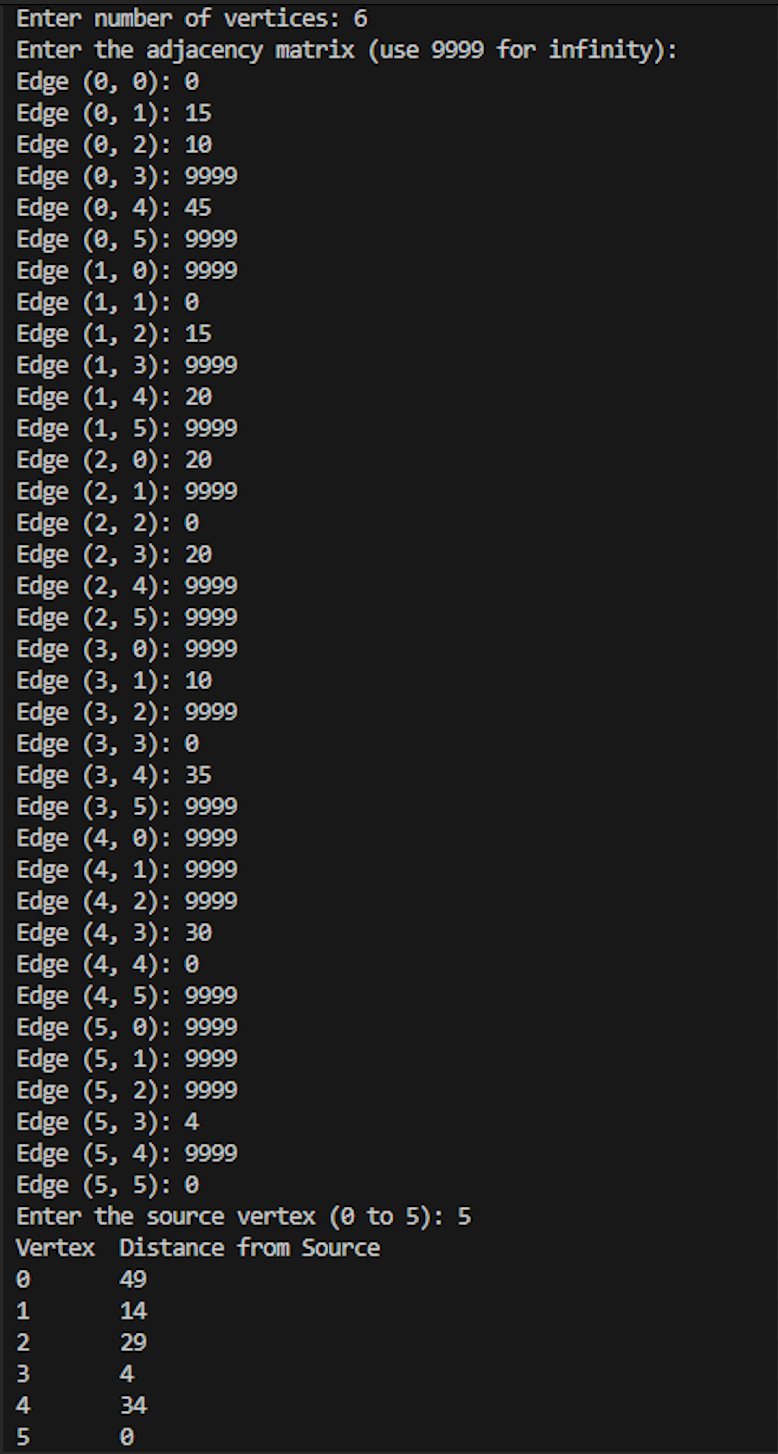 Enter number of vertices: 6
Enter the adjacency matrix (use 9999 for infinity):
Edge (0, 0): 0
Edge (0, 1): 15
Edge (0, 2): 10
Edge (0, 3): 9999
Edge (0, 4): 45
Edge (0, 5): 9999
Edge (1, 0): 9999
Edge (1, 1): 0
Edge (1, 2): 15
Edge (1, 3): 9999
Edge (1, 4): 20
Edge (1, 5): 9999
Edge (2, 0): 20
Edge (2, 1): 9999
Edge (2, 2): 0
Edge (2, 3): 20
Edge (2, 4): 9999
Edge (2, 5): 9999
Edge (3, 0): 9999
Edge (3, 1): 10
Edge (3, 2): 9999
Edge (3, 3): 0
Edge (3, 4): 35
Edge (3, 5): 9999
Edge (4, 0): 9999
Edge (4, 1): 9999
Edge (4, 2): 9999
Edge (4, 3): 30
Edge (4, 4): 0
Edge (4, 5): 9999
Edge (5, 0): 9999
Edge (5, 1): 9999
Edge (5, 2): 9999
Edge (5, 3): 4
Edge (5, 4): 9999
Edge (5, 5): 0
Enter the source vertex (0 to 5): 5
Vertex  Distance from Source
0       49
1       14
2       29
3       4
4       34
5       0